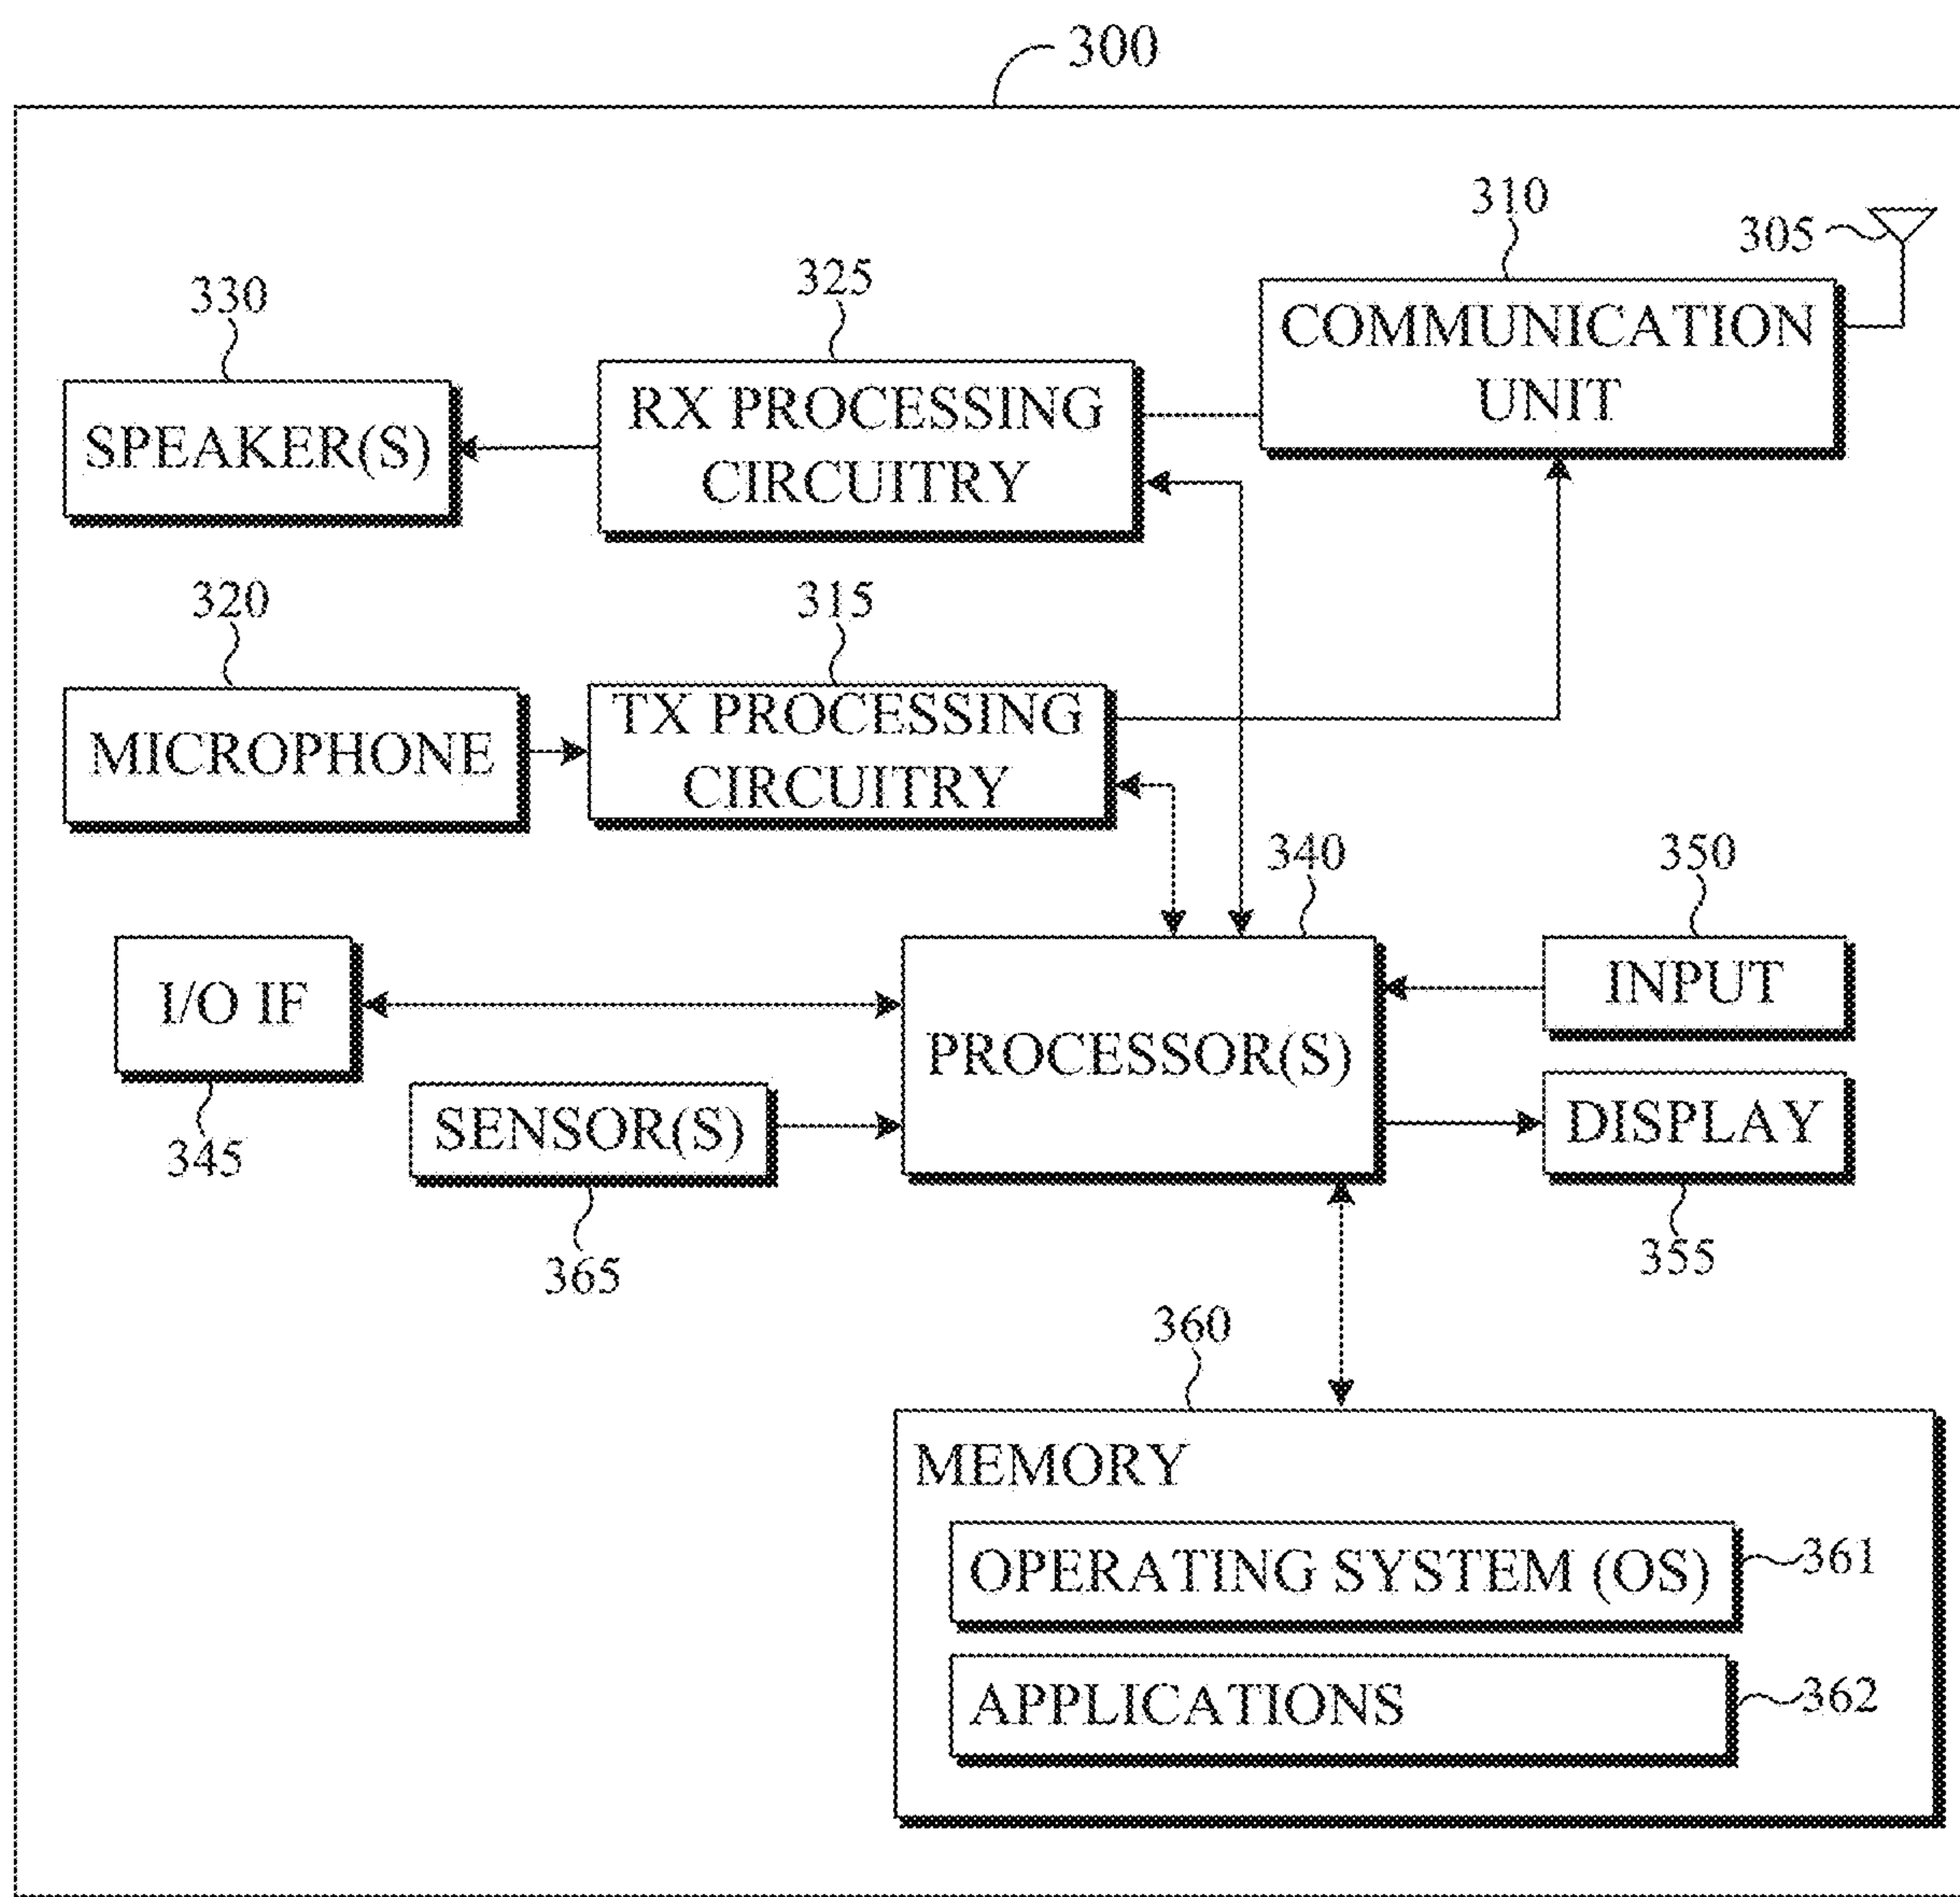 300
310
305
325
330
COMMUNICATION
UNIT
RX PROCESSING
CIRCUITRY
SPEAKER(S)
320
315
MICROPHONE
TX PROCESSING
CIRCUITRY
340
350
I/O IF
INPUT
PROCESSOR(S)
SENSOR(S)
DISPLAY
345
365
355
360
MEMORY
OPERATING SYSTEM (OS)
361
APPLICATIONS
362